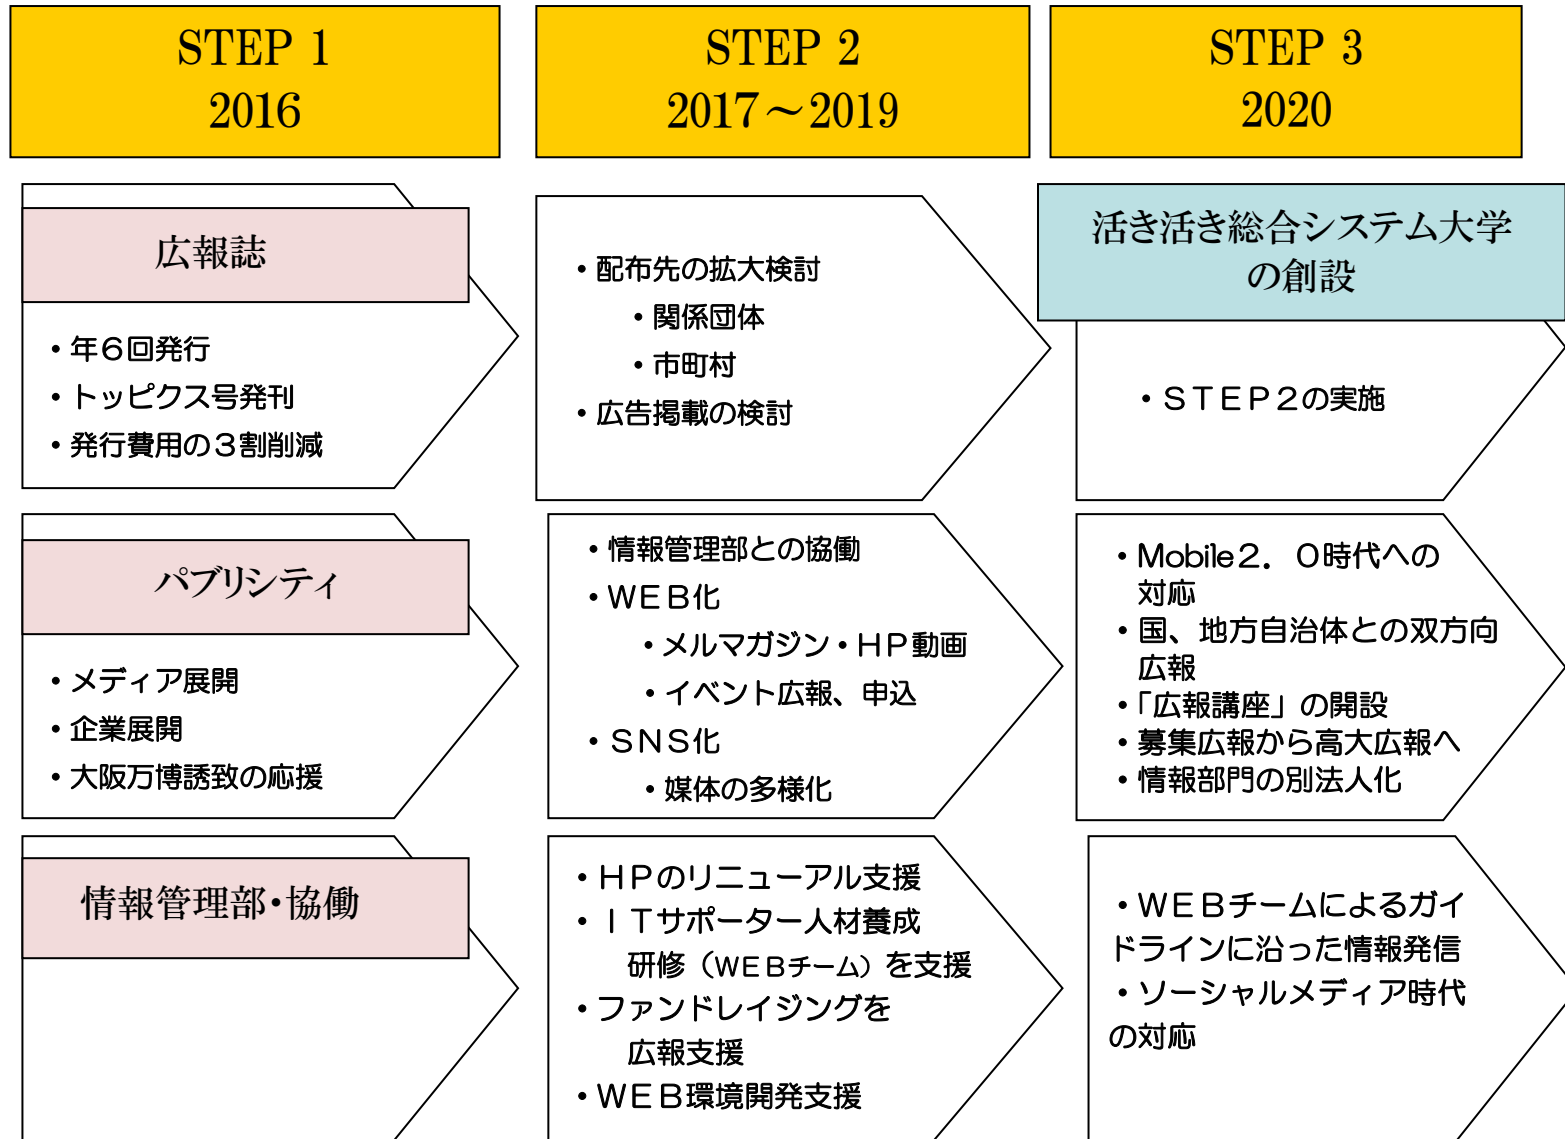 STEP 1
2016
STEP 2
2017～2019
STEP 3
2020
広報誌
・年６回発行
・トッピクス号発刊
・発行費用の３割削減
・配布先の拡大検討
・関係団体
・市町村
・広告掲載の検討
活き活き総合システム大学
の創設
・ＳＴＥＰ２の実施
パブリシティ
・メディア展開
・企業展開
・大阪万博誘致の応援
・情報管理部との協働
・ＷＥＢ化
・メルマガジン・ＨＰ動画
・イベント広報、申込
・ＳＮＳ化
・媒体の多様化
・Mobile２．０時代への
対応
・国、地方自治体との双方向
広報
・「広報講座」の開設
・募集広報から高大広報へ
・情報部門の別法人化
情報管理部・協働
・ＨＰのリニューアル支援
・ＩＴサポーター人材養成
研修（ＷＥＢチーム）を支援
・ファンドレイジングを
広報支援
・ＷＥＢ環境開発支援
・ＷＥＢチームによるガイ
ドラインに沿った情報発信
・ソーシャルメディア時代
の対応